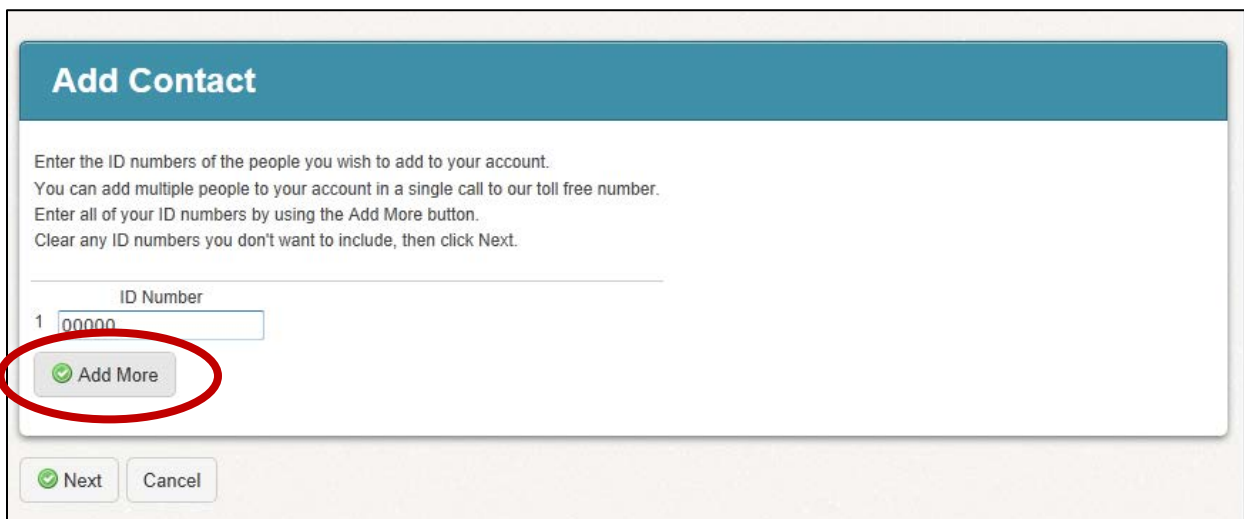 Add Contact
Enter the ID numbers of the people you wish to add to your account.
You can add multiple people to your account in a single call to our toll free number.
Enter all of your ID numbers by using the Add More button.
Clear any ID numbers you don't want to include, then click Next.
ID Number
1 00000
Add More
Next Cancel